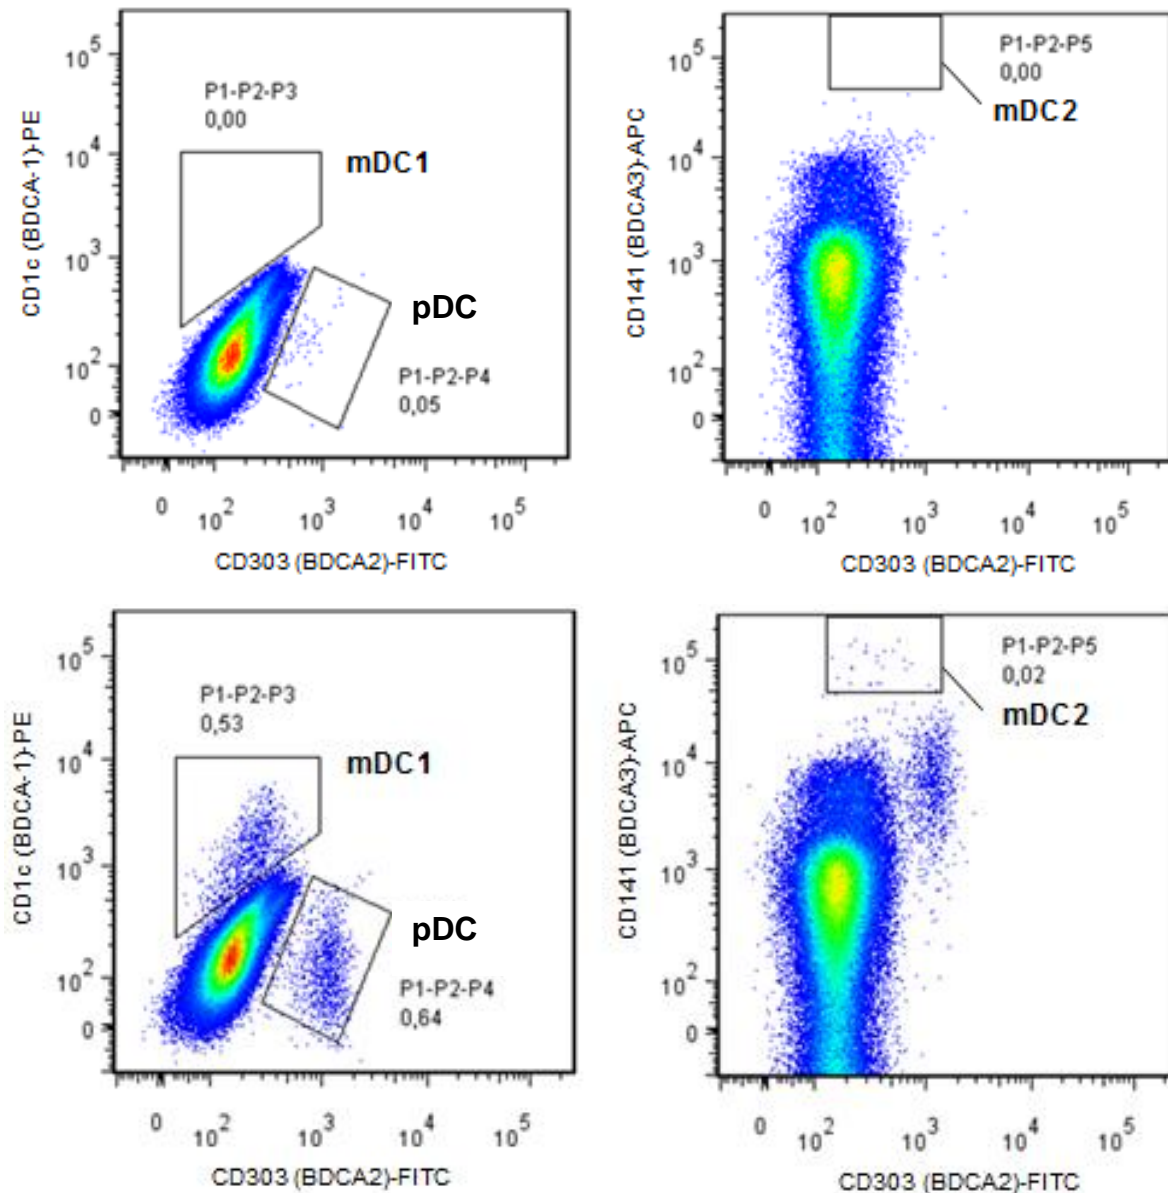 10^5
P1-P2-P3
0,00
10^4
mDC1
10^3
pDC
10^2
P1-P2-P4
0,05
0
0 10^2 10^3 10^4 10^5
CD1c (BDCA-1)-PE
CD303 (BDCA2)-FITC
P1-P2-P5
10^5
0,00
mDC2
10^4
10^3
10^2
0
0 10^2 10^3 10^4 10^5
CD141 (BDCA3)-APC
CD303 (BDCA2)-FITC
10^5
P1-P2-P3
0,53
10^4
mDC1
10^3
pDC
10^2
P1-P2-P4
0,64
0
0 10^2 10^3 10^4 10^5
CD1c (BDCA-1)-PE
CD303 (BDCA2)-FITC
P1-P2-P5
10^5
0,02
mDC2
10^4
10^3
10^2
0
0 10^2 10^3 10^4 10^5
CD141 (BDCA3)-APC
CD303 (BDCA2)-FITC